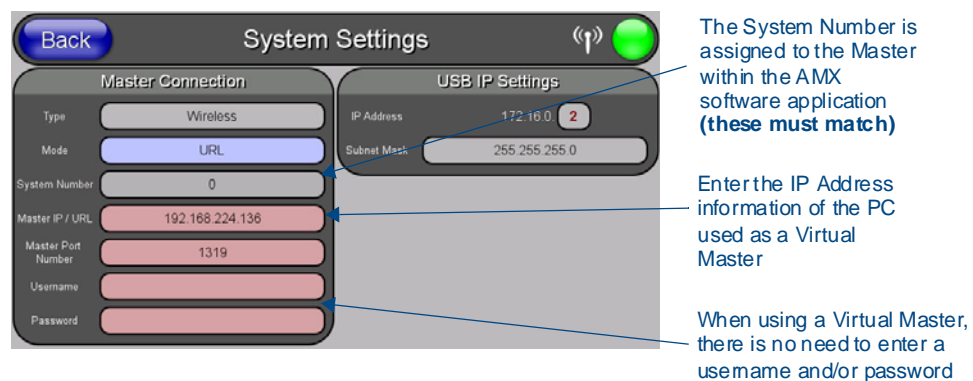 Back
System Settings
Master Connection
Type
Wireless
Mode
URL
System Number
0
Master IP / URL
192.168.224.136
Master Port
Number
1319
Username
Password
USB IP Settings
IP Address
172.16.0. 2
Subnet Mask
255.255.255.0
The System Number is
assigned to the Master
within the AMX
software application
(these must match)
Enter the IP Address
information of the PC
used as a Virtual
Master
When using a Virtual Master,
there is no need to enter a
username and/or password